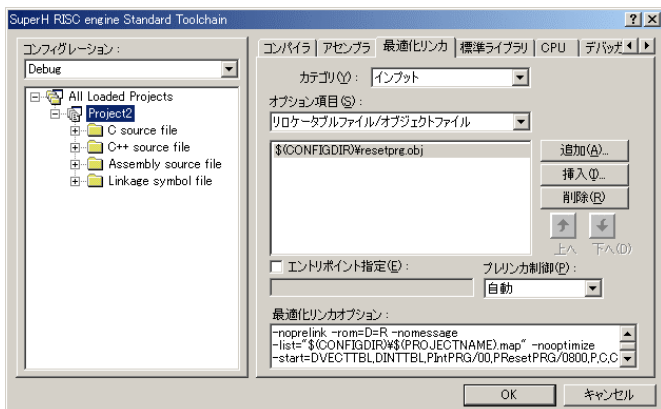 SuperH RISC engine Standard Toolchain
コンフィグレーション :
Debug
All Loaded Projects
Project2
C source file
C++ source file
Assembly source file
Linkage symbol file
コンパイラ アセンブラ 最適化リンカ 標準ライブラリ CPU デバッガ
カテゴリ(Y) : インプット
オプション項目(S) :
リロケータブルファイル/オブジェクトファイル
$(CONFIGDIR)¥resetprg.obj
追加(A)...
挿入(I)...
削除(R)
上へ 下へ(D)
エントリポイント指定(E) :
プレリンカ制御(P) :
自動
最適化リンカオプション :
-noprelink -rom=D=R -nomessage
-list="$(CONFIGDIR)¥$(PROJECTNAME).map" -nooptimize
-start=DVECTTBL,DINTTBL,PIntPRG/00,PResetPRG/0800,P,C,C
OK キャンセル